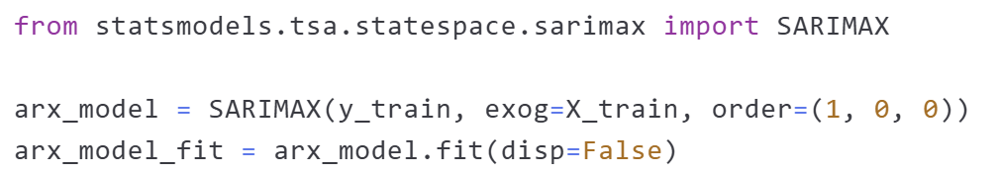 from statsmodels.tsa.statespace.sarimax import SARIMAX
arx_model = SARIMAX(y_train, exog=X_train, order=(1, 0, 0))
arx_model_fit = arx_model.fit(disp=False)